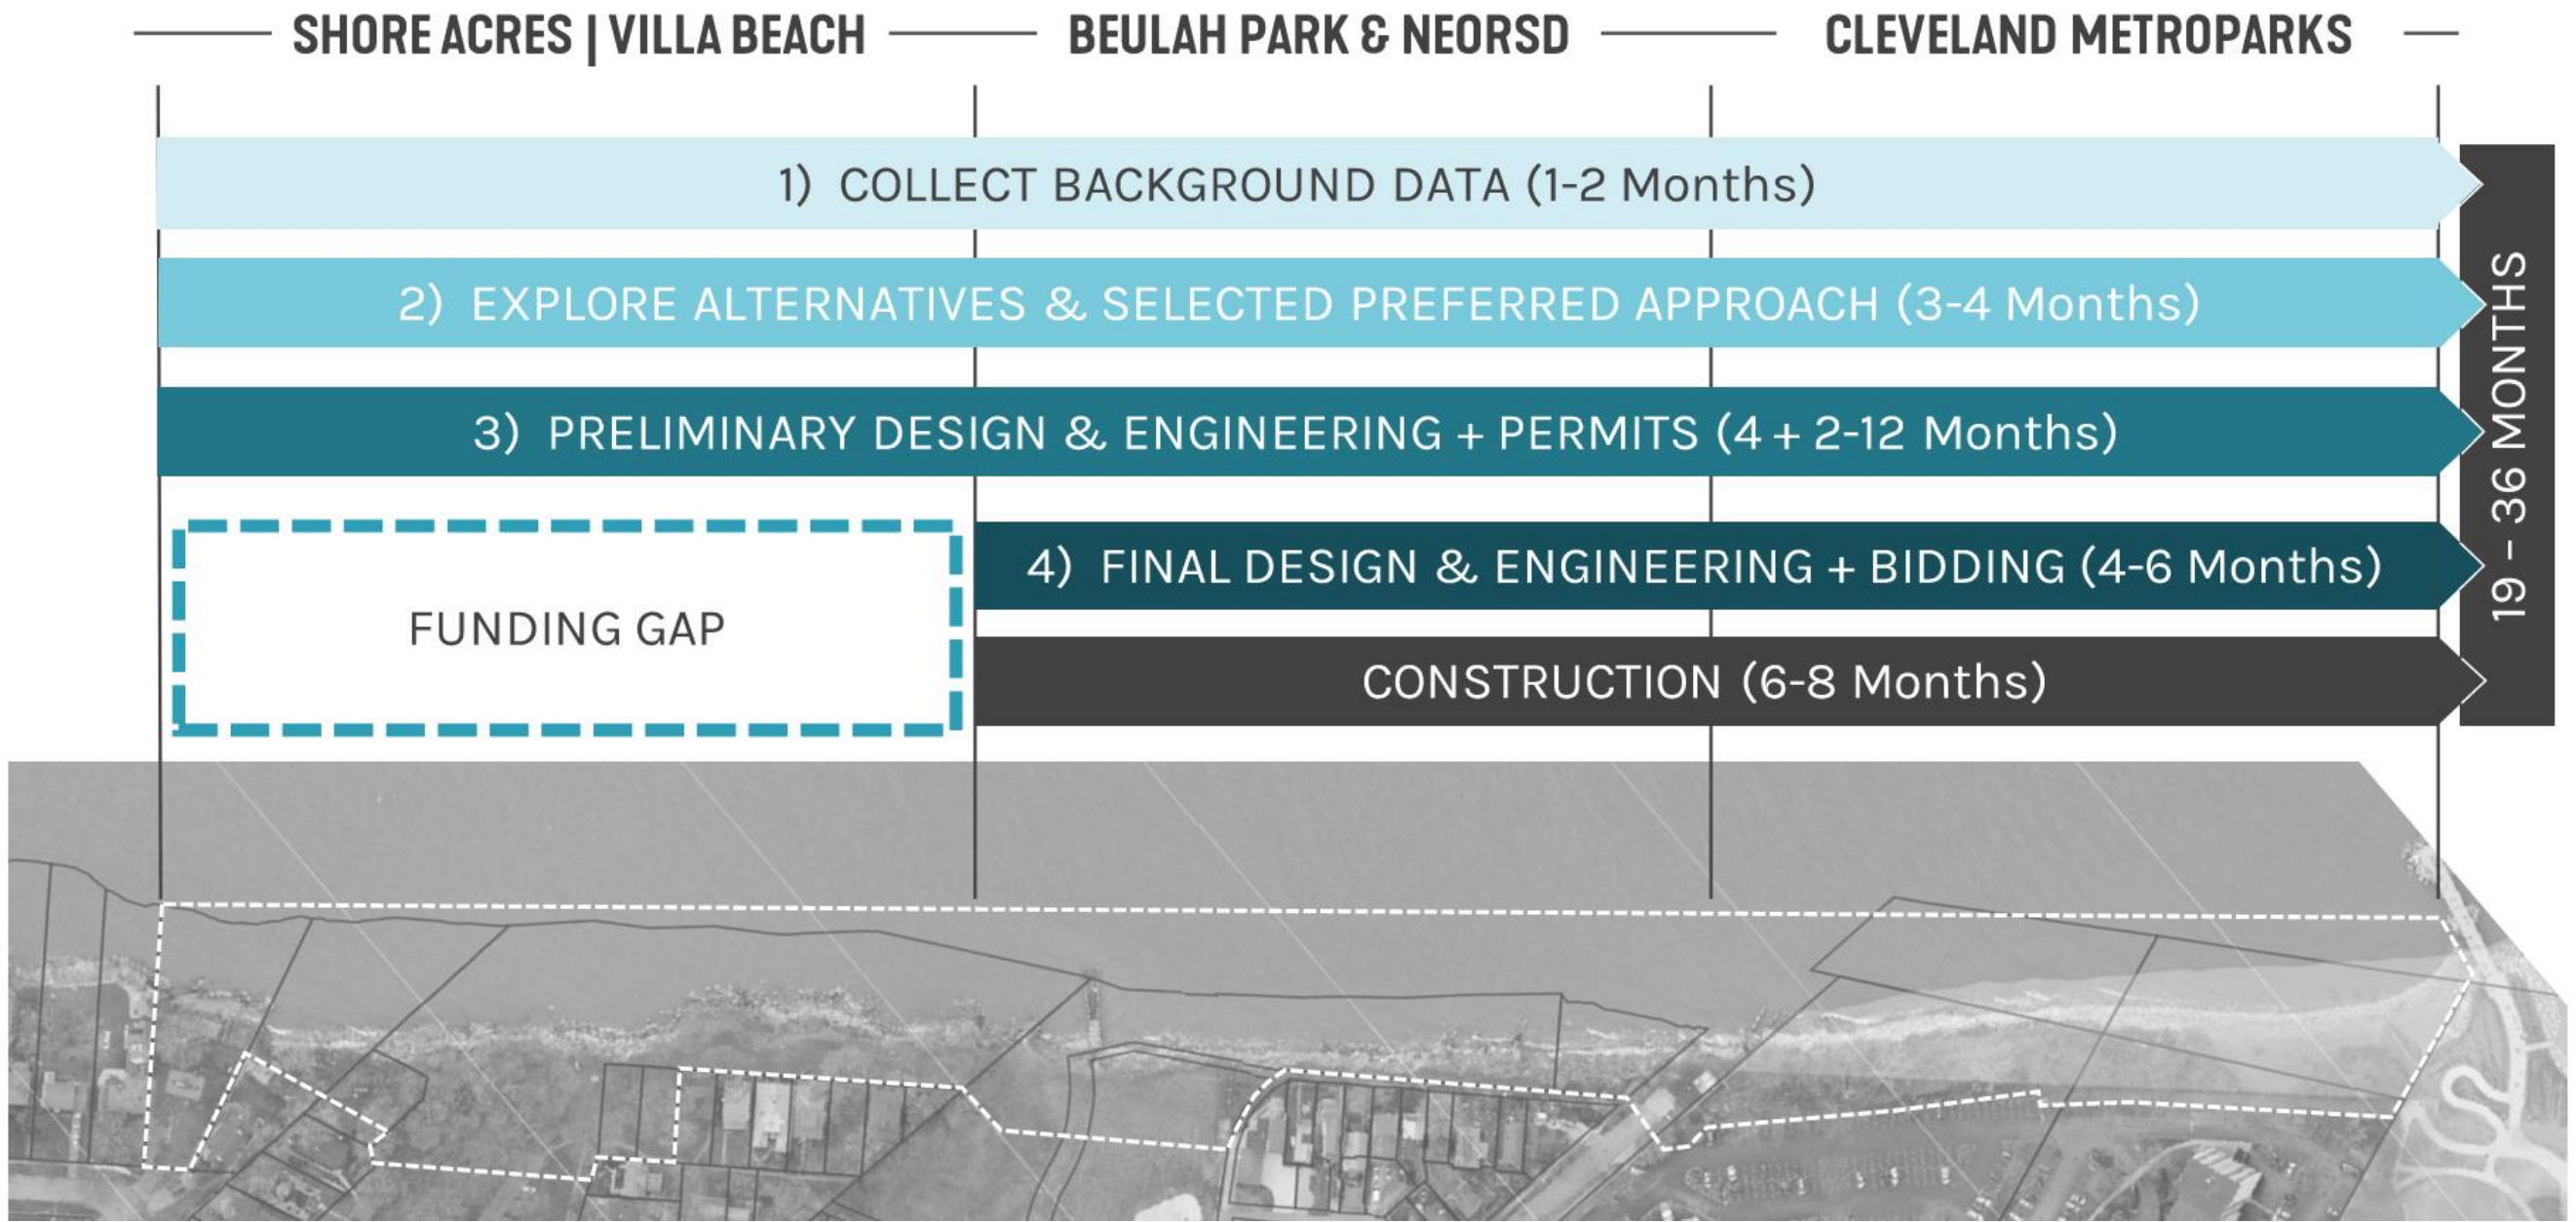 SHORE ACRES | VILLA BEACH
BEULAH PARK & NEORSD
CLEVELAND METROPARKS
1) COLLECT BACKGROUND DATA (1-2 Months)
2) EXPLORE ALTERNATIVES & SELECTED PREFERRED APPROACH (3-4 Months)
3) PRELIMINARY DESIGN & ENGINEERING + PERMITS (4 + 2-12 Months)
4) FINAL DESIGN & ENGINEERING + BIDDING (4-6 Months)
FUNDING GAP
CONSTRUCTION (6-8 Months)
19 - 36 MONTHS